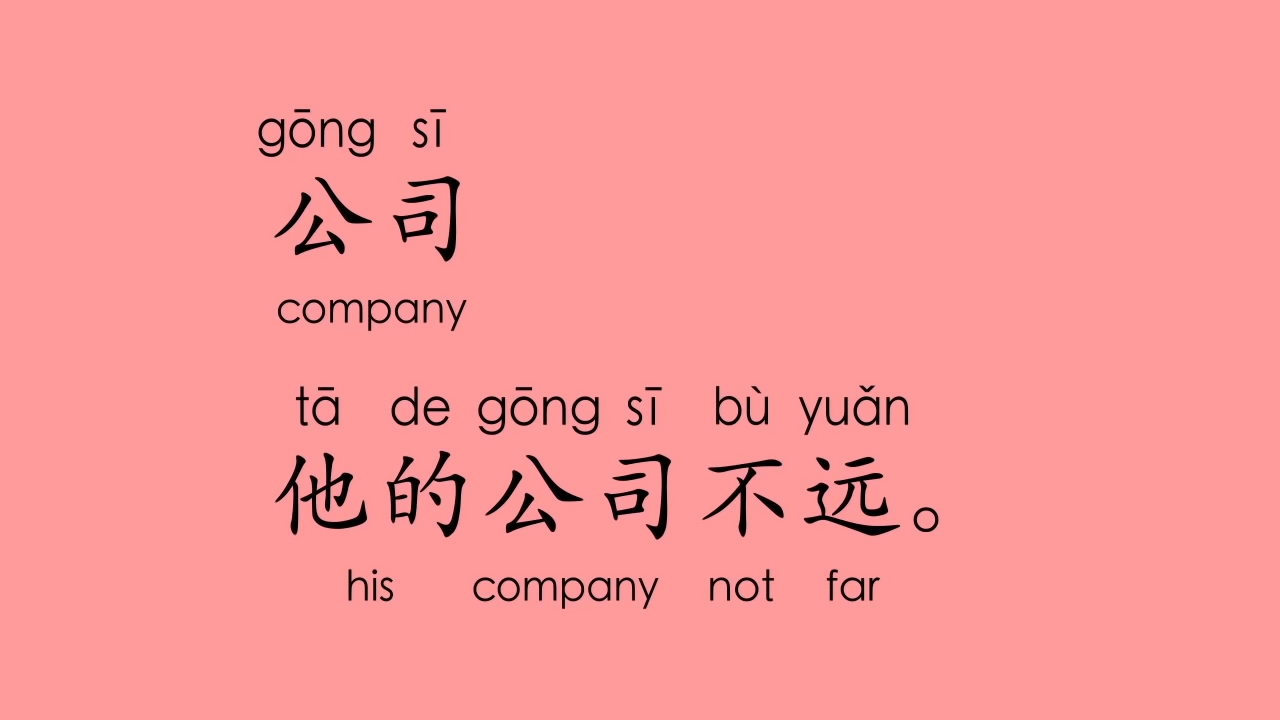 gōng sī
公司
company
tā de gōng sī bù yuǎn
他的公司不远。
his company not far